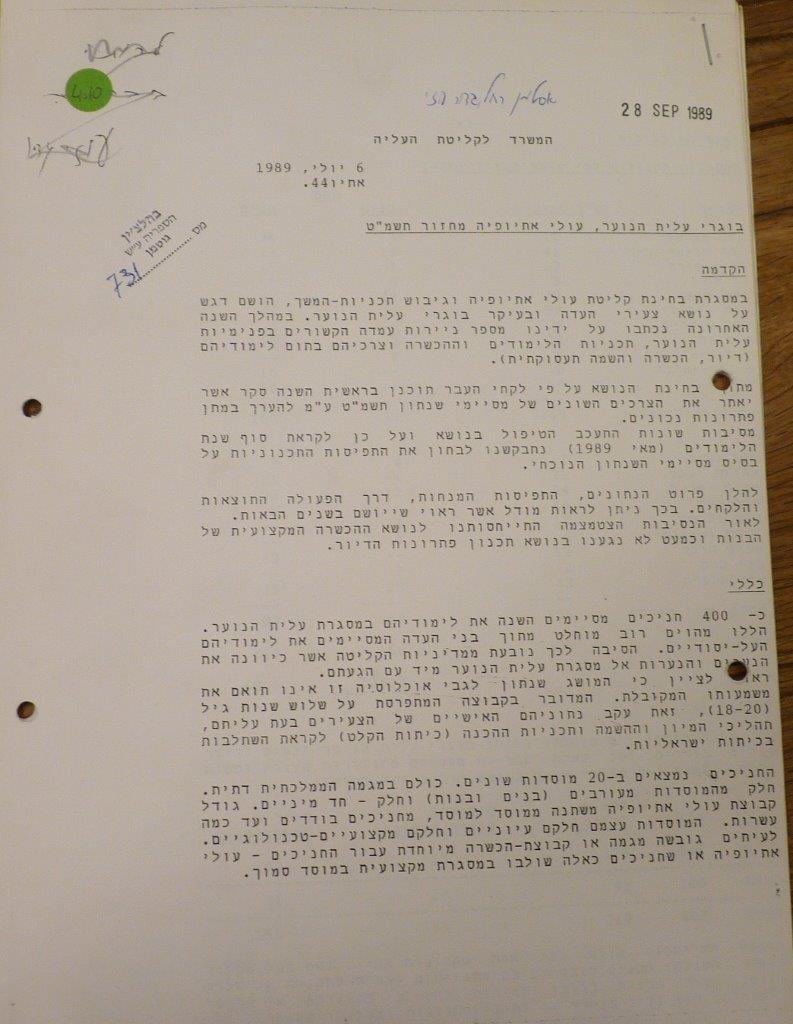 4.10
28 SEP 1989
המשרד לקליטת העליה
6 יולי, 1989
אתיו44.
מס 731
הספריה ע״ש
גוטמן
בוגרי עלית הנוער, עולי אתיופיה מחזור תשמ"ט
הקדמה
במסגרת בחינת קליטת עולי אתיופיה וגיבוש תכניות-המשך, הושם דגש
על נושא צעירי העדה ובעיקר בוגרי עלית הנוער. במהלך השנה
האחרונה נכתבו על ידינו מספר ניירות עמדה הקשורים בפנימיות
עלית הנוער, תכניות הלימודים וההכשרה וצרכיהם בתום לימודיהם
(דיור, הכשרה והשמה תעסוקתית).
בחינת הנושא על פי לקחי העבר תוכנן בראשית השנה סקר אשר
יאתר את הצרכים השונים של מסיימי שנתון תשמ"ט ע"מ להערך במתן
פתרונות נכונים.
מסיבות שונות התעכב הטיפול בנושא ועל כן לקראת סוף שנת
הלימודים (מאי 1989) נתבקשנו לבחון את התפיסות התכנוניות על
בסיס מסיימי השנתון הנוכחי.
להלן פרוט הנתונים, התפיסות המנחות, דרך הפעולה התוצאות
והלקחים. בכך ניתן לראות מודל אשר ראוי שייושם בשנים הבאות.
לאור הנסיבות הצטמצמה התייחסותנו לנושא ההכשרה המקצועית של
הבנות וכמעט לא נגענו בנושא תכנון פתרונות הדיור.
כללי
כ- 400 חניכים מסיימים השנה את לימודיהם במסגרת עלית הנוער.
הללו מהוים רוב מוחלט מתוך בני העדה המסיימים את לימודיהם
העל-יסודיים. הסיבה לכך נובעת ממדיניות הקליטה אשר כיוונה את
הנערים והנערות אל מסגרת עלית הנוער מיד עם הגעתם.
לציין כי המושג שנתון לגבי אוכלוסיה זו אינו תואם את
משמעותו המקובלת. המדובר בקבוצה המתפרסת על שלוש שנות גיל
(18-20), זאת עקב נתוניהם האישיים של הצעירים בעת עליתם,
תהליכי המיון וההשמה ותכניות ההכנה (כיתות הקלט) לקראת השתלבות
בכיתות ישראליות.
החניכים נמצאים ב-20 מוסדות שונים. כולם במגמה הממלכתית דתית.
חלק מהמוסדות מעורבים (בנים ובנות) וחלק - חד מיניים. גודל
קבוצת עולי אתיופיה משתנה ממוסד למוסד, מחניכים בודדים ועד כמה
עשרות. המוסדות עצמם חלקם עיוניים וחלקם מקצועיים-טכנולוגיים.
לעיתים גובשה מגמה או קבוצת-הכשרה מיוחדת עבור החניכים - עולי
אתיופיה או שחניכים כאלה שולבו במסגרת מקצועית במוסד סמוך.